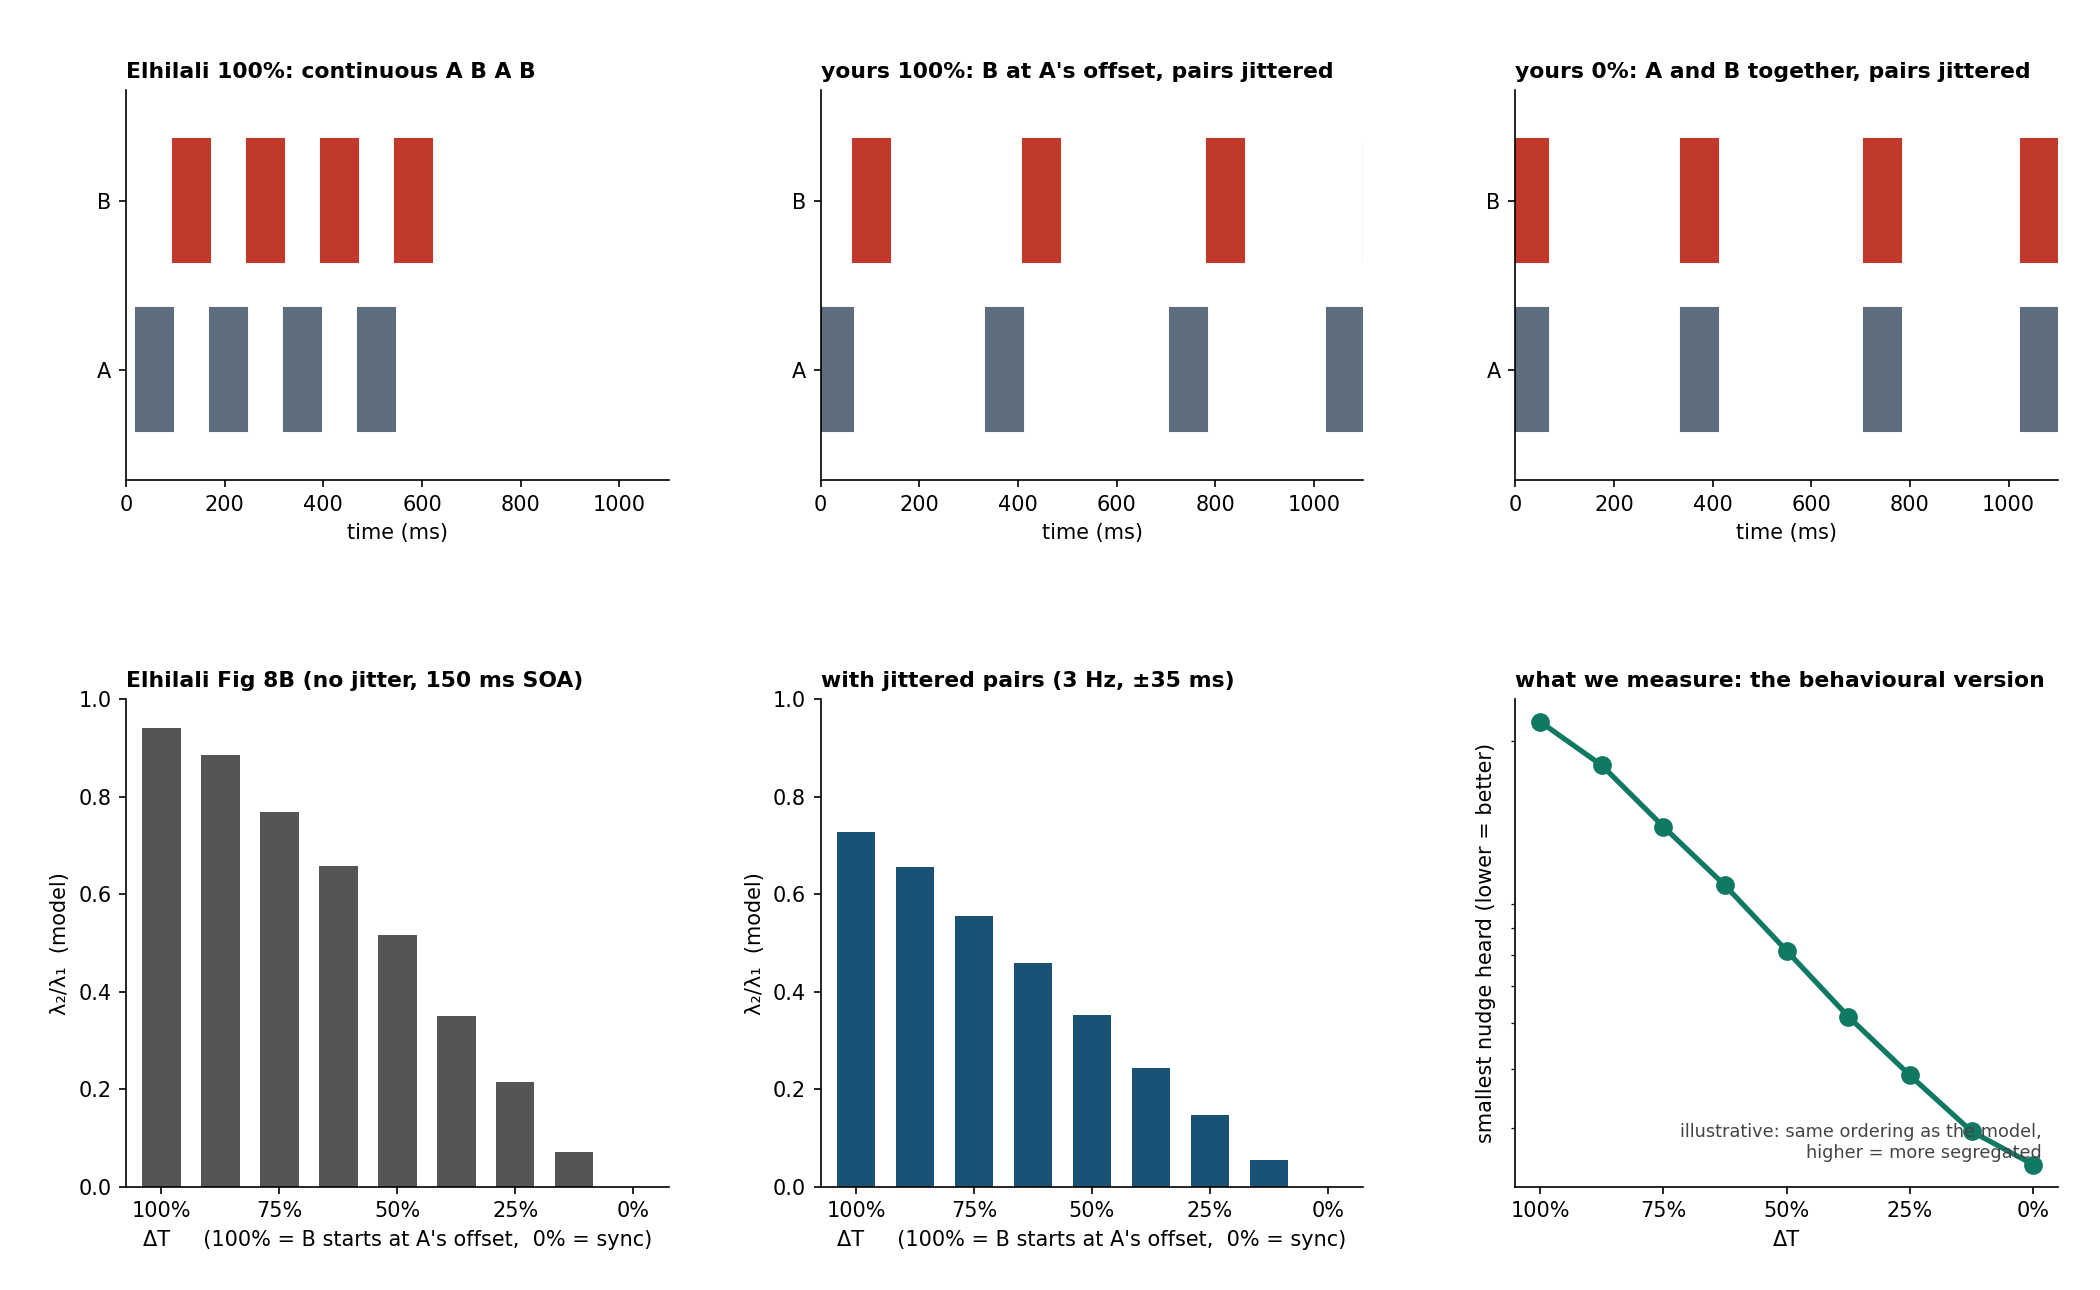 Elhilali 100%: continuous A B A B
B
A
0 200 400 600 800 1000
time (ms)
yours 100%: B at A's offset, pairs jittered
B
A
0 200 400 600 800 1000
time (ms)
yours 0%: A and B together, pairs jittered
B
A
0 200 400 600 800 1000
time (ms)
Elhilali Fig 8B (no jitter, 150 ms SOA)
λ₂/λ₁ (model)
1.0
0.8
0.6
0.4
0.2
0.0
100% 75% 50% 25% 0%
ΔT (100% = B starts at A's offset, 0% = sync)
with jittered pairs (3 Hz, ±35 ms)
λ₂/λ₁ (model)
1.0
0.8
0.6
0.4
0.2
0.0
100% 75% 50% 25% 0%
ΔT (100% = B starts at A's offset, 0% = sync)
what we measure: the behavioural version
smallest nudge heard (lower = better)
illustrative: same ordering as the model,
higher = more segregated
100% 75% 50% 25% 0%
ΔT